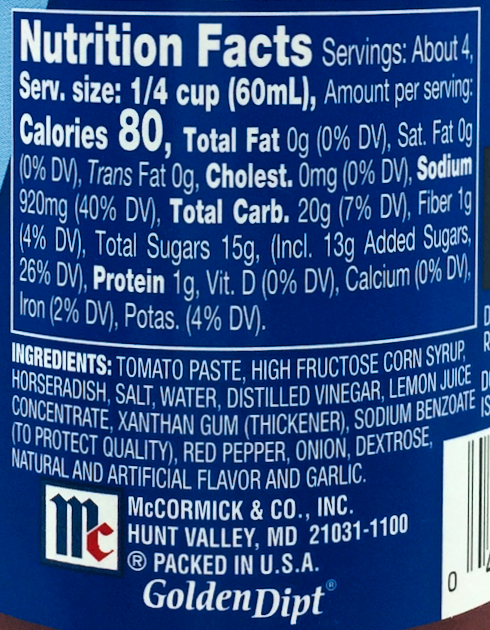 Nutrition Facts Servings: About 4,
Serv. size: 1/4 cup (60mL), Amount per serving:
Calories 80, Total Fat 0g (0% DV), Sat. Fat 0g
(0% DV), Trans Fat 0g, Cholest. 0mg (0% DV), Sodium
920mg (40% DV), Total Carb. 20g (7% DV), Fiber 1g
(4% DV), Total Sugars 15g, (Incl. 13g Added Sugars,
26% DV), Protein 1g, Vit. D (0% DV), Calcium (0% DV),
Iron (2% DV), Potas. (4% DV).
INGREDIENTS: TOMATO PASTE, HIGH FRUCTOSE CORN SYRUP,
HORSERADISH, SALT, WATER, DISTILLED VINEGAR, LEMON JUICE
CONCENTRATE, XANTHAN GUM (THICKENER), SODIUM BENZOATE
(TO PROTECT QUALITY), RED PEPPER, ONION, DEXTROSE,
NATURAL AND ARTIFICIAL FLAVOR AND GARLIC.
Mc
McCORMICK & CO., INC.
HUNT VALLEY, MD 21031-1100
® PACKED IN U.S.A.
GoldenDipt®
0